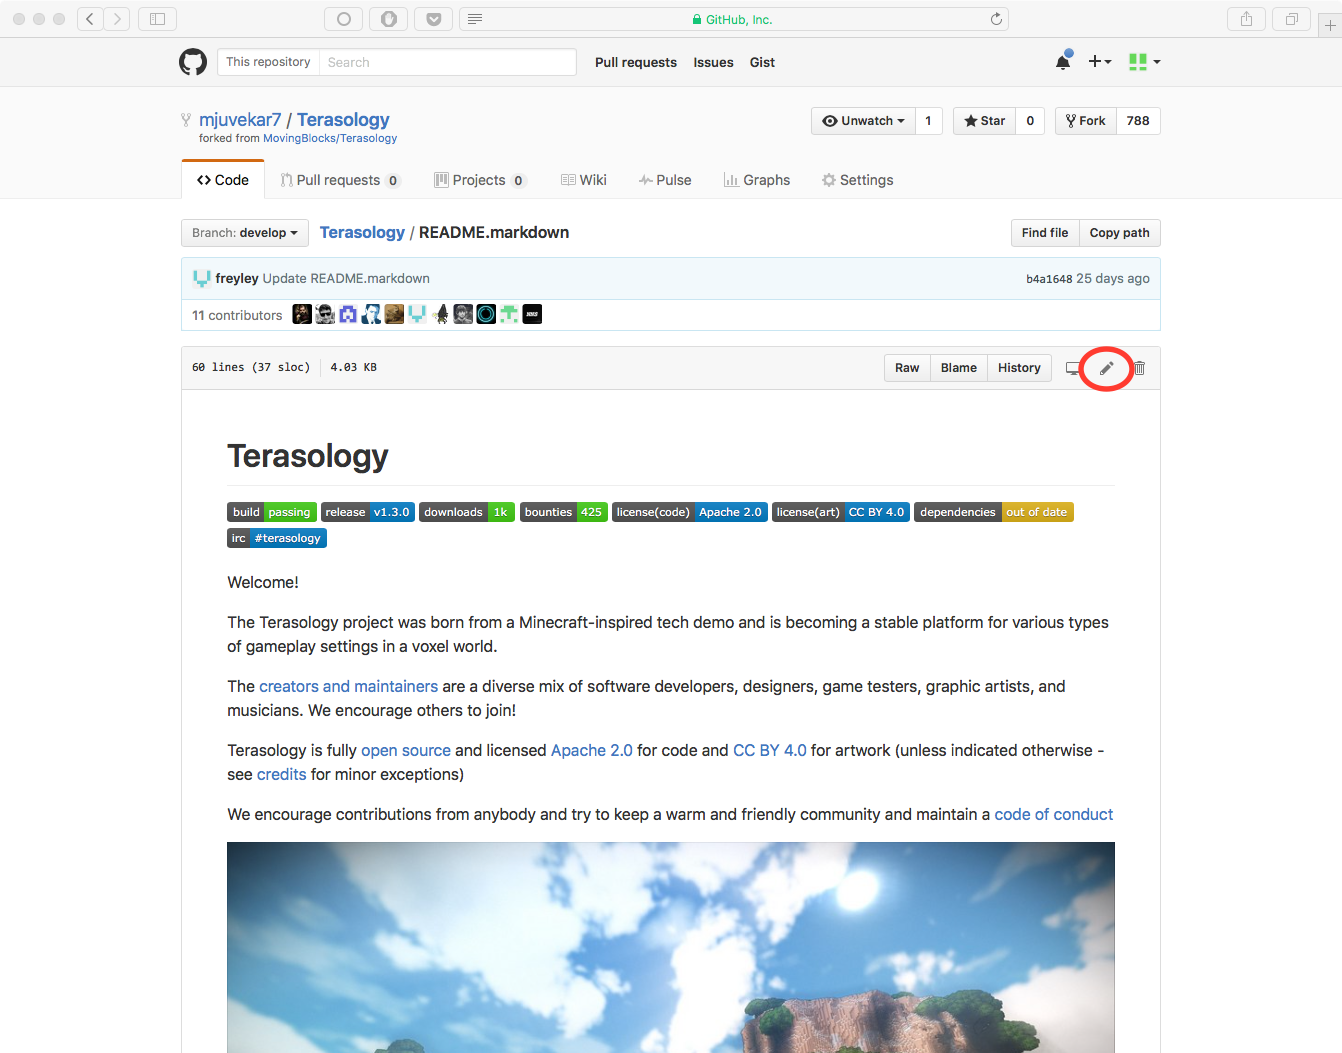 GitHub, Inc.
This repository Search Pull requests Issues Gist
mjuvekar7 / Terasology Unwatch 1 Star 0 Fork 788
forked from MovingBlocks/Terasology
Code Pull requests 0 Projects 0 Wiki Pulse Graphs Settings
Branch: develop Terasology / README.markdown Find file Copy path
freyley Update README.markdown b4a1648 25 days ago
11 contributors
60 lines (37 sloc) 4.03 KB Raw Blame History
Terasology
build passing release v1.3.0 downloads 1k bounties 425 license(code) Apache 2.0 license(art) CC BY 4.0 dependencies out of date
irc #terasology
Welcome!
The Terasology project was born from a Minecraft-inspired tech demo and is becoming a stable platform for various types
of gameplay settings in a voxel world.
The creators and maintainers are a diverse mix of software developers, designers, game testers, graphic artists, and
musicians. We encourage others to join!
Terasology is fully open source and licensed Apache 2.0 for code and CC BY 4.0 for artwork (unless indicated otherwise -
see credits for minor exceptions)
We encourage contributions from anybody and try to keep a warm and friendly community and maintain a code of conduct